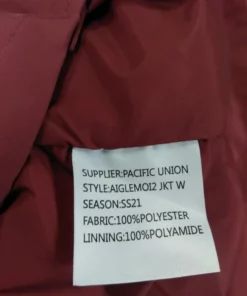 SUPPLIER:PACIFIC UNION
STYLE:AIGLEMOI2 JKT W
SEASON:SS21
FABRIC:100%POLYESTER
LINNING:100%POLYAMIDE